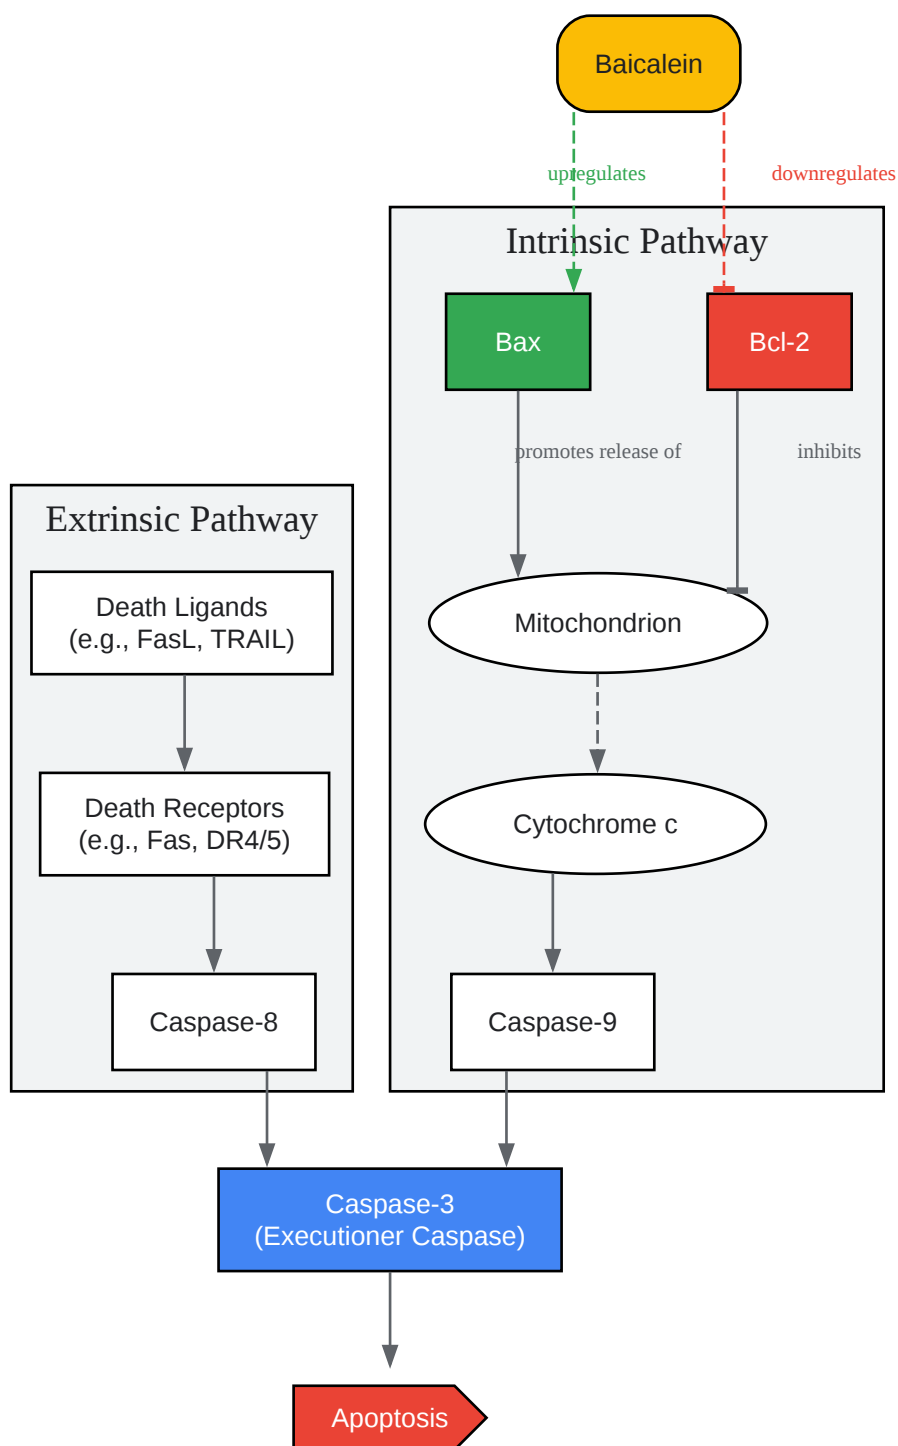 Baicalein
upregulates
downregulates
Intrinsic Pathway
Bax
Bcl-2
promotes release of
inhibits
Extrinsic Pathway
Death Ligands
(e.g., FasL, TRAIL)
Mitochondrion
Death Receptors
(e.g., Fas, DR4/5)
Cytochrome c
Caspase-8
Caspase-9
Caspase-3
(Executioner Caspase)
Apoptosis